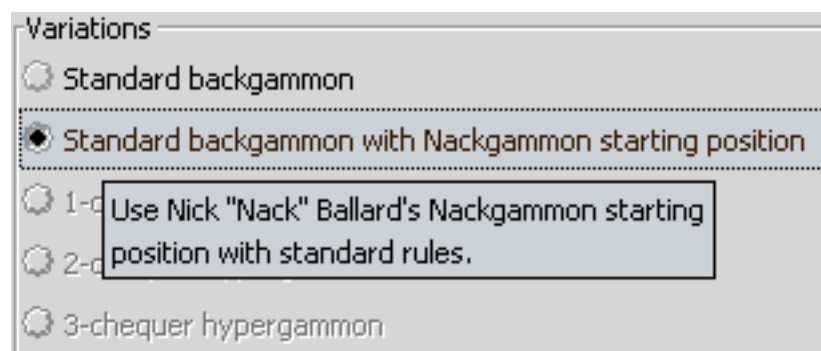 Variations
Standard backgammon
Standard backgammon with Nackgammon starting position
Use Nick "Nack" Ballard's Nackgammon starting
position with standard rules.
3-chequer hypergammon